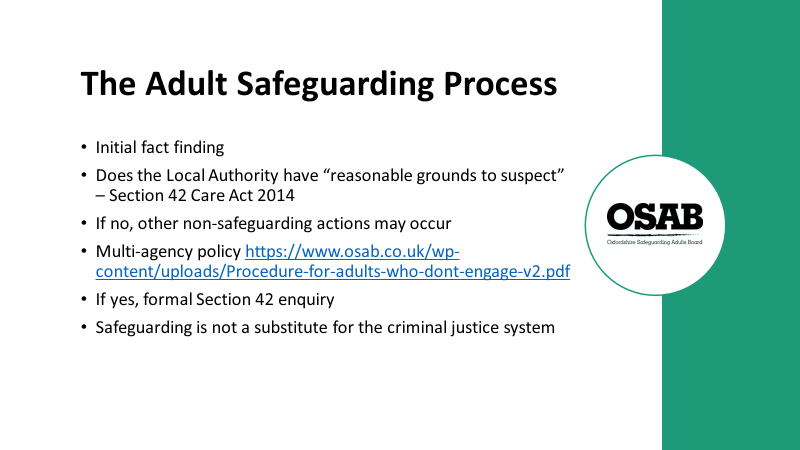 The Adult Safeguarding Process
• Initial fact finding
• Does the Local Authority have “reasonable grounds to suspect”
– Section 42 Care Act 2014
• If no, other non-safeguarding actions may occur
• Multi-agency policy https://www.osab.co.uk/wp-
content/uploads/Procedure-for-adults-who-dont-engage-v2.pdf
• If yes, formal Section 42 enquiry
• Safeguarding is not a substitute for the criminal justice system
OSAB
Oxfordshire Safeguarding Adults Board